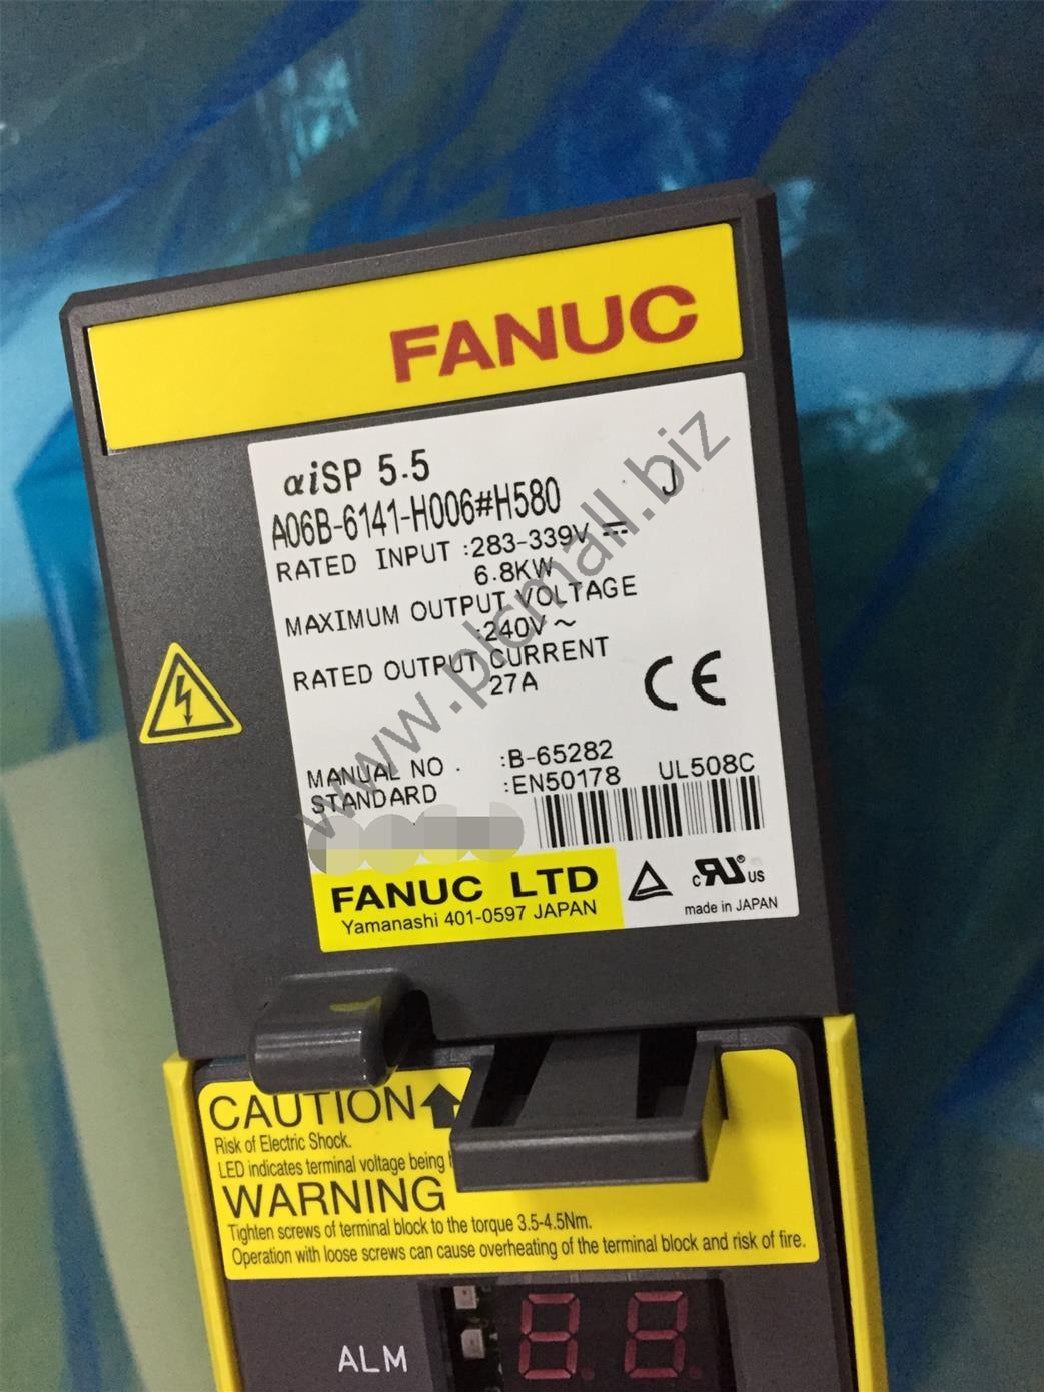 FANUC
αiSP 5.5
J
A06B-6141-H006#H580
RATED INPUT :283-339V ⎓
6.8KW
MAXIMUM OUTPUT VOLTAGE
:240V ~
RATED OUTPUT CURRENT
27A
CE
MANUAL NO. :B-65282
STANDARD :EN50178 UL508C
FANUC LTD
Yamanashi 401-0597 JAPAN
c RU® US
made in JAPAN
www.plcmall.biz
CAUTION
Risk of Electric Shock.
LED indicates terminal voltage being
WARNING
Tighten screws of terminal block to the torque 3.5-4.5Nm.
Operation with loose screws can cause overheating of the terminal block and risk of fire.
8.8.
ALM